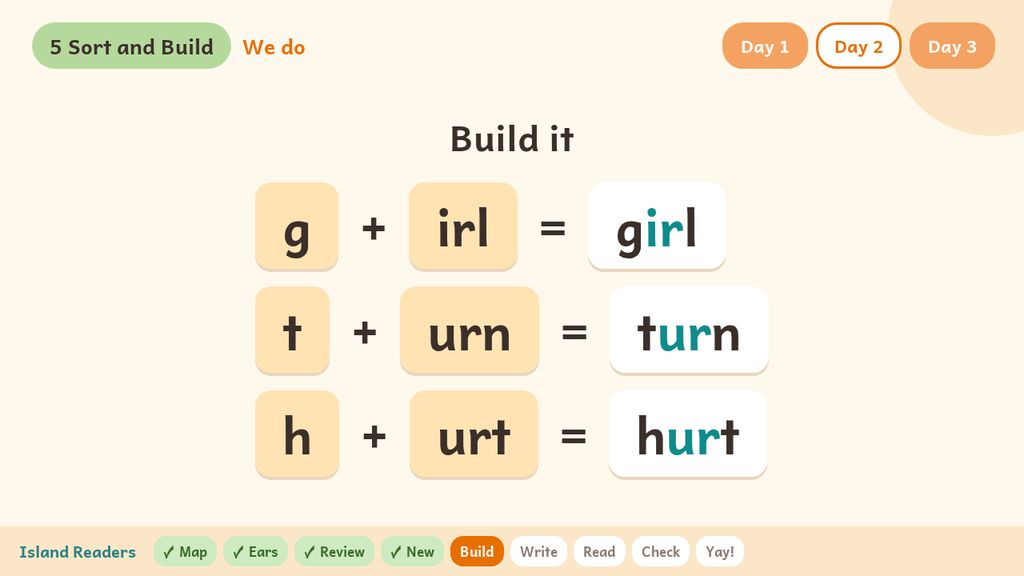 5 Sort and Build We do Day 1 Day 2 Day 3
Build it
g + irl = girl
t + urn = turn
h + urt = hurt
Island Readers ✓ Map ✓ Ears ✓ Review ✓ New Build Write Read Check Yay!